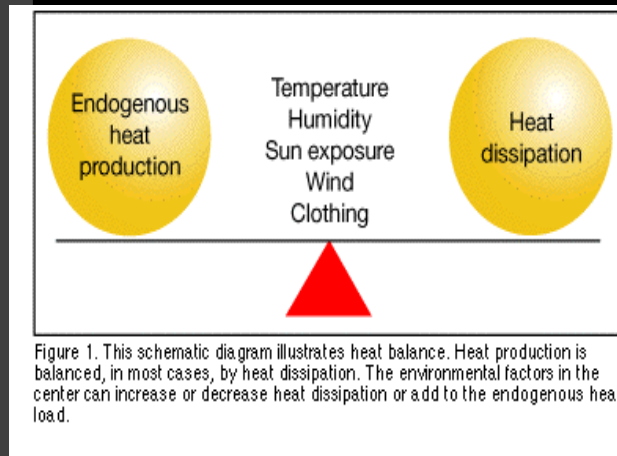 Endogenous
heat
production
Temperature
Humidity
Sun exposure
Wind
Clothing
Heat
dissipation
Figure 1. This schematic diagram illustrates heat balance. Heat production is
balanced, in most cases, by heat dissipation. The environmental factors in the
center can increase or decrease heat dissipation or add to the endogenous hea
load.